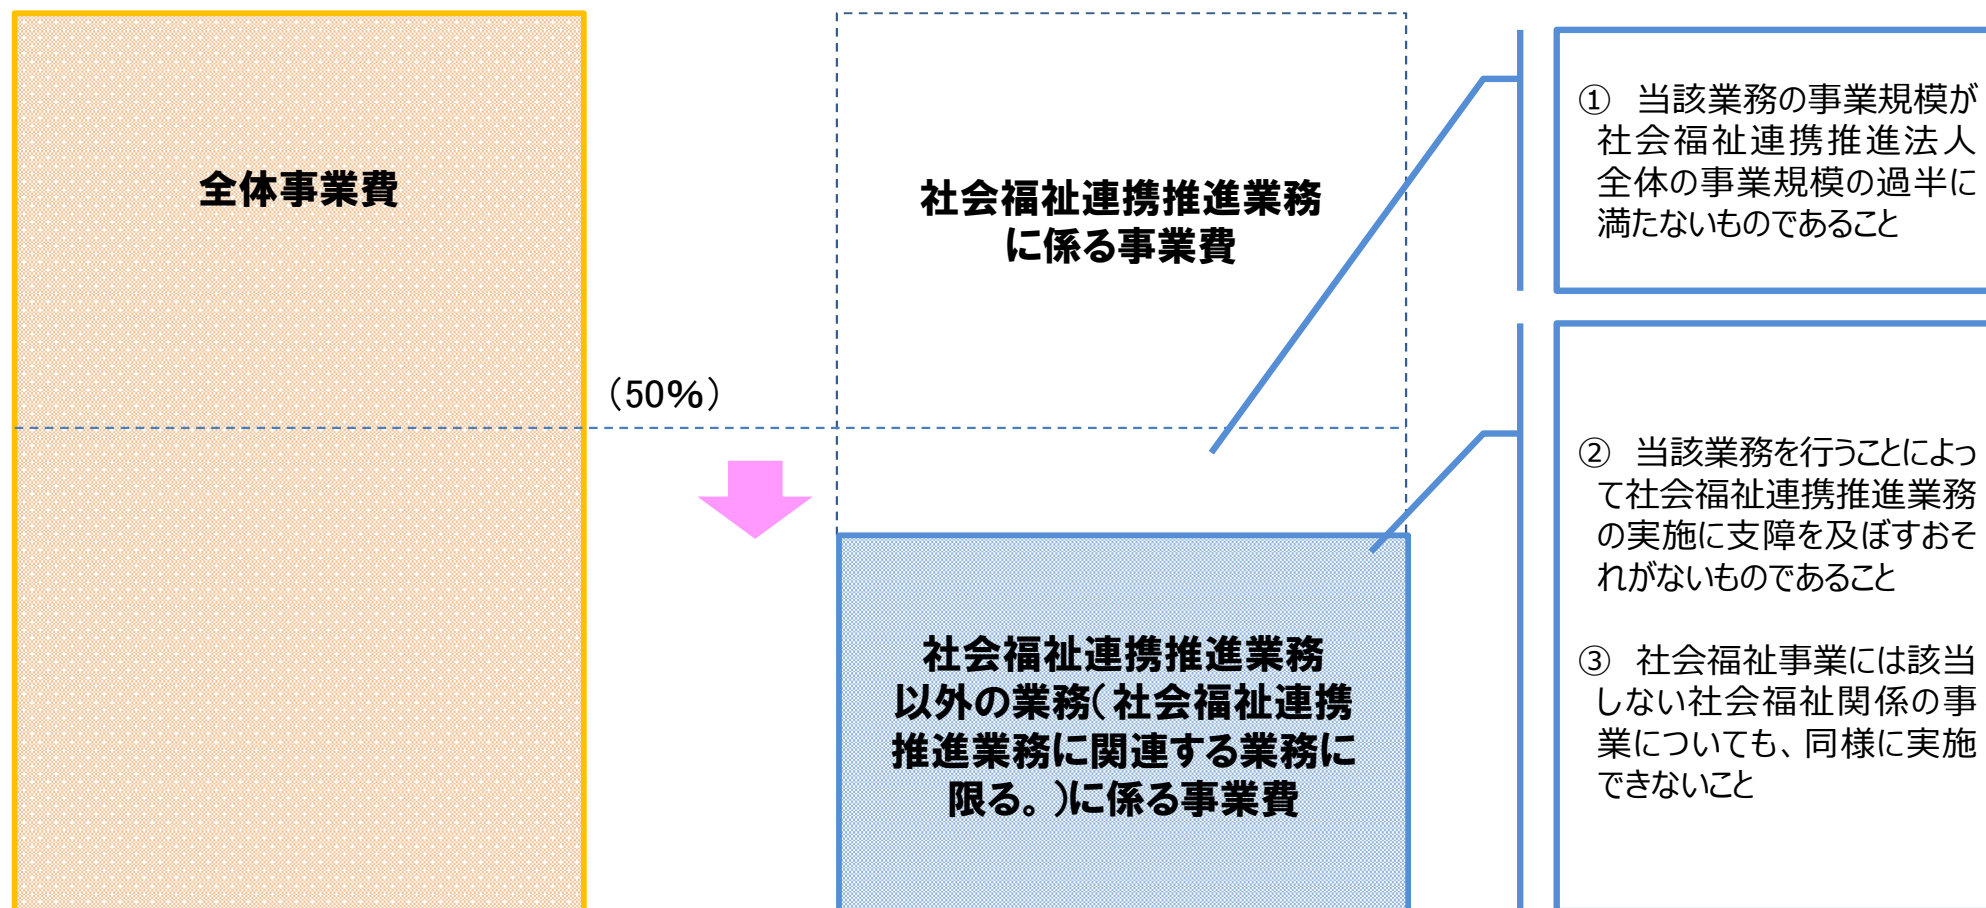 全体事業費
(50%)
社会福祉連携推進業務
に係る事業費
社会福祉連携推進業務
以外の業務(社会福祉連携
推進業務に関連する業務に
限る。)に係る事業費
① 当該業務の事業規模が
社会福祉連携推進法人
全体の事業規模の過半に
満たないものであること
② 当該業務を行うことによっ
て社会福祉連携推進業務
の実施に支障を及ぼすおそ
れがないものであること
③ 社会福祉事業には該当
しない社会福祉関係の事
業についても、同様に実施
できないこと